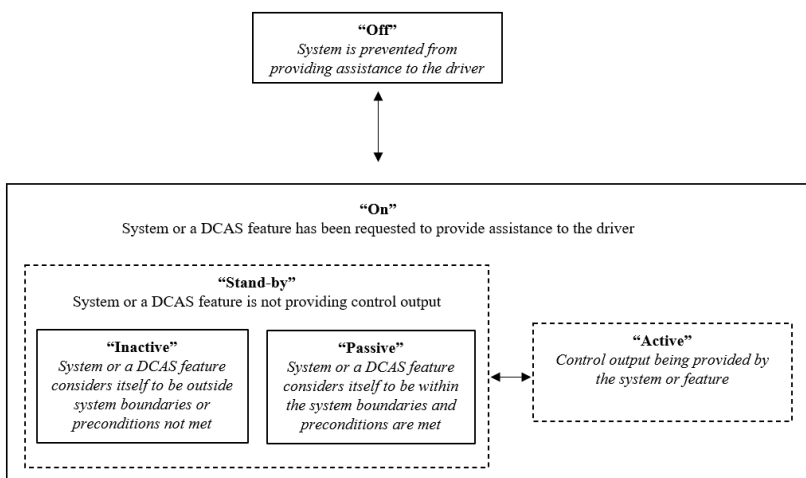 “Off”
System is prevented from
providing assistance to the driver
“On”
System or a DCAS feature has been requested to provide assistance to the driver
“Stand-by”
System or a DCAS feature is not providing control output
“Inactive”
System or a DCAS feature
considers itself to be outside
system boundaries or
preconditions not met
“Passive”
System or a DCAS feature
considers itself to be within
the system boundaries and
preconditions are met
“Active”
Control output being provided by
the system or feature